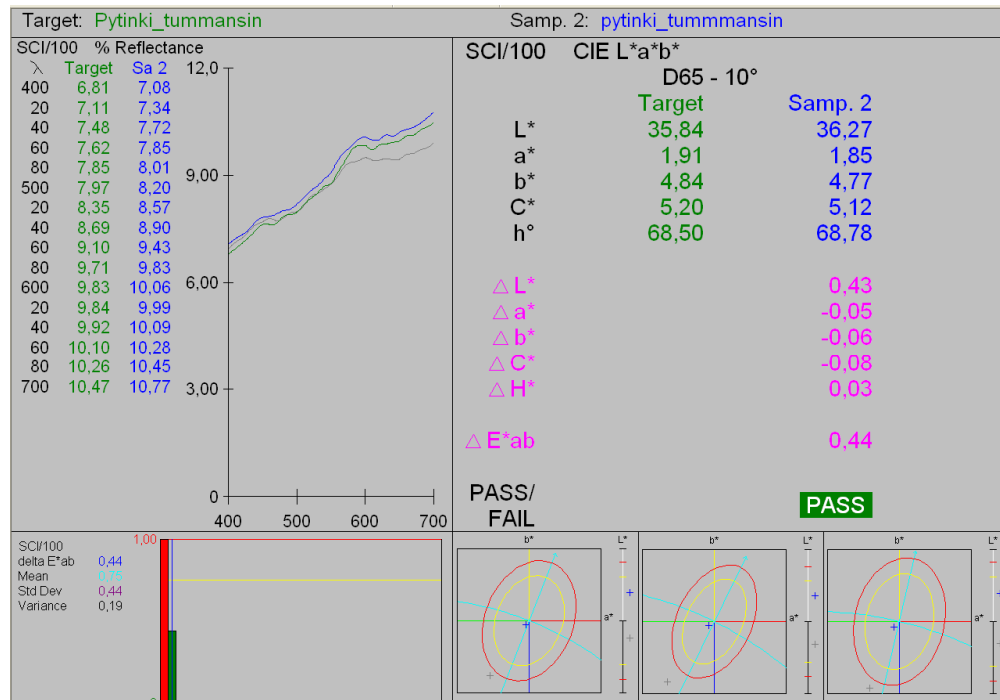 Target: Pytinki_tummansin Samp. 2: pytinki_tummmansin
SCI/100 % Reflectance
λ Target Sa 2
400 6,81 7,08
20 7,11 7,34
40 7,48 7,72
60 7,62 7,85
80 7,85 8,01
500 7,97 8,20
20 8,35 8,57
40 8,69 8,90
60 9,10 9,43
80 9,71 9,83
600 9,83 10,06
20 9,84 9,99
40 9,92 10,09
60 10,10 10,28
80 10,26 10,45
700 10,47 10,77
12,0
9,00
6,00
3,00
0
400 500 600 700
SCI/100 CIE L*a*b*
D65 - 10°
Target Samp. 2
L* 35,84 36,27
a* 1,91 1,85
b* 4,84 4,77
C* 5,20 5,12
h° 68,50 68,78
△ L* 0,43
△ a* -0,05
△ b* -0,06
△ C* -0,08
△ H* 0,03
△ E*ab 0,44
PASS/
FAIL
PASS
SCI/100
delta E*ab 0,44
Mean 0,75
Std Dev 0,44
Variance 0,19
1,00
b* L*
a*
b* L*
a*
b* L*
a*